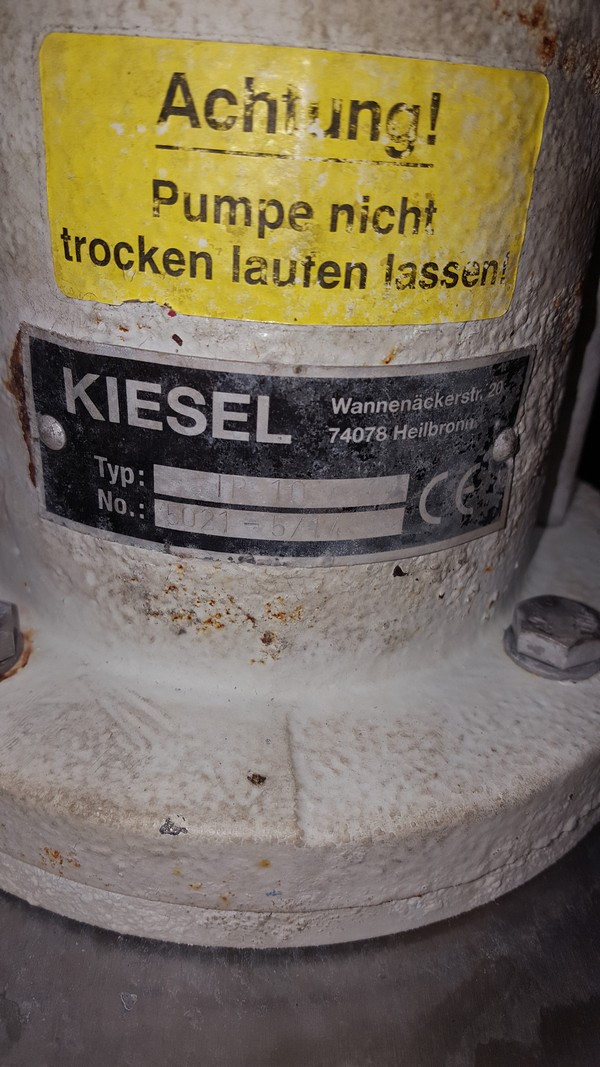 Achtung!
Pumpe nicht
trocken laufen lassen!
KIESEL
Wannenäckerstr. 20
74078 Heilbronn
Typ:
No.:
CE